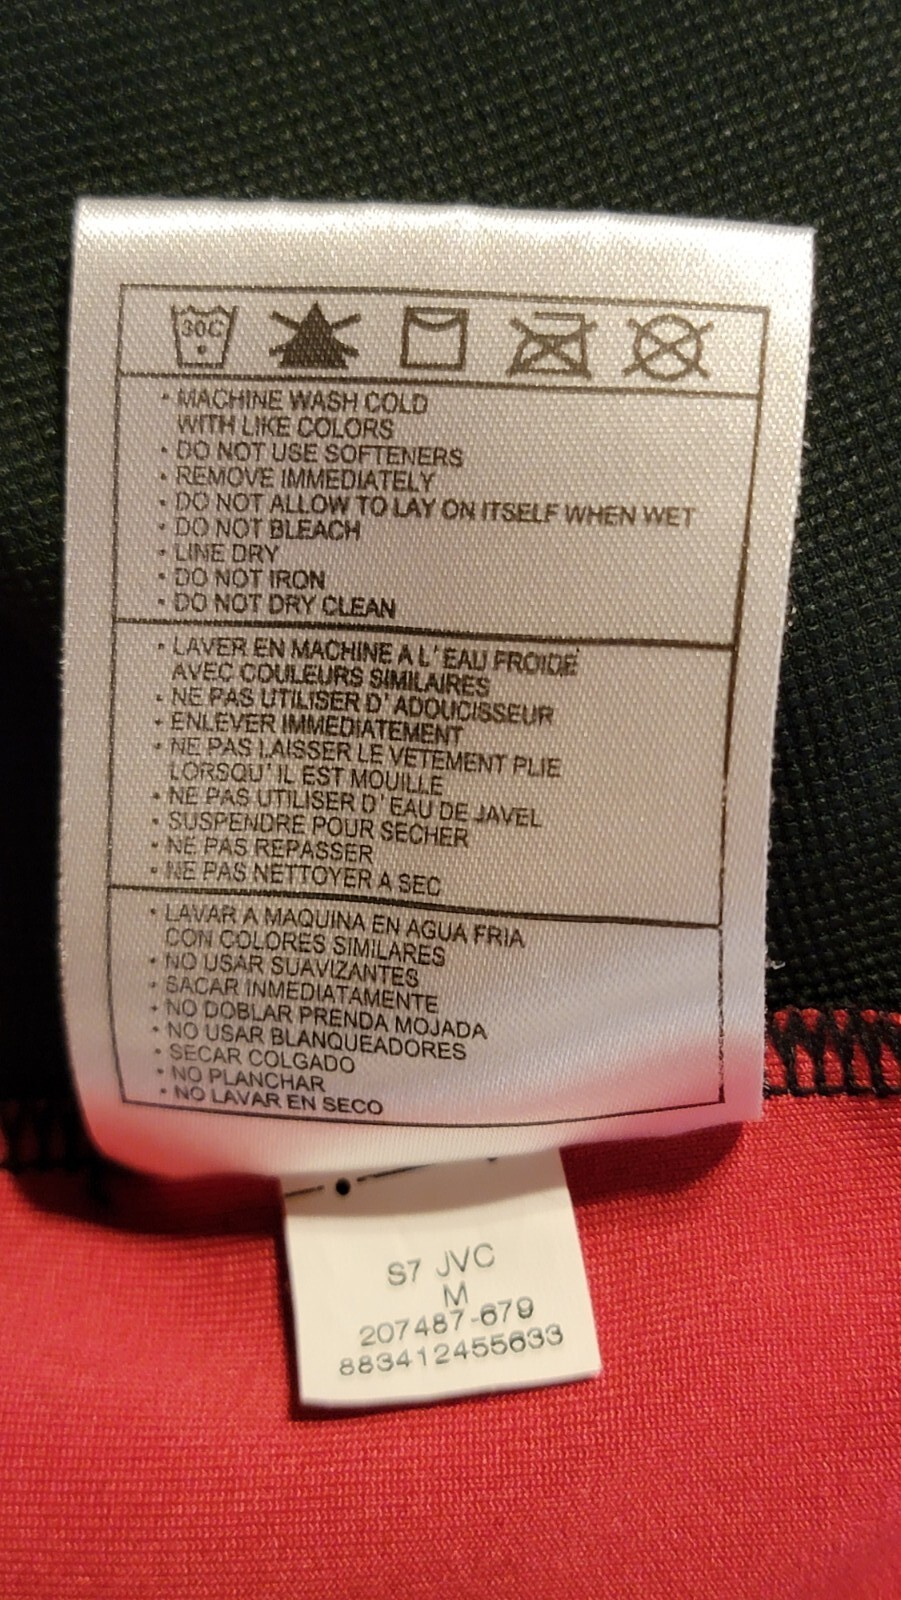 30C
• MACHINE WASH COLD
WITH LIKE COLORS
• DO NOT USE SOFTENERS
• REMOVE IMMEDIATELY
• DO NOT ALLOW TO LAY ON ITSELF WHEN WET
• DO NOT BLEACH
• LINE DRY
• DO NOT IRON
• DO NOT DRY CLEAN
• LAVER EN MACHINE A L'EAU FROIDE
AVEC COULEURS SIMILAIRES
• NE PAS UTILISER D'ADOUCISSEUR
• ENLEVER IMMEDIATEMENT
• NE PAS LAISSER LE VETEMENT PLIE
LORSQU'IL EST MOUILLE
• NE PAS UTILISER D'EAU DE JAVEL
• SUSPENDRE POUR SECHER
• NE PAS REPASSER
• NE PAS NETTOYER A SEC
• LAVAR A MAQUINA EN AGUA FRIA
CON COLORES SIMILARES
• NO USAR SUAVIZANTES
• SACAR INMEDIATAMENTE
• NO DOBLAR PRENDA MOJADA
• NO USAR BLANQUEADORES
• SECAR COLGADO
• NO PLANCHAR
• NO LAVAR EN SECO
S7 JVC
M
207487-679
883412455633